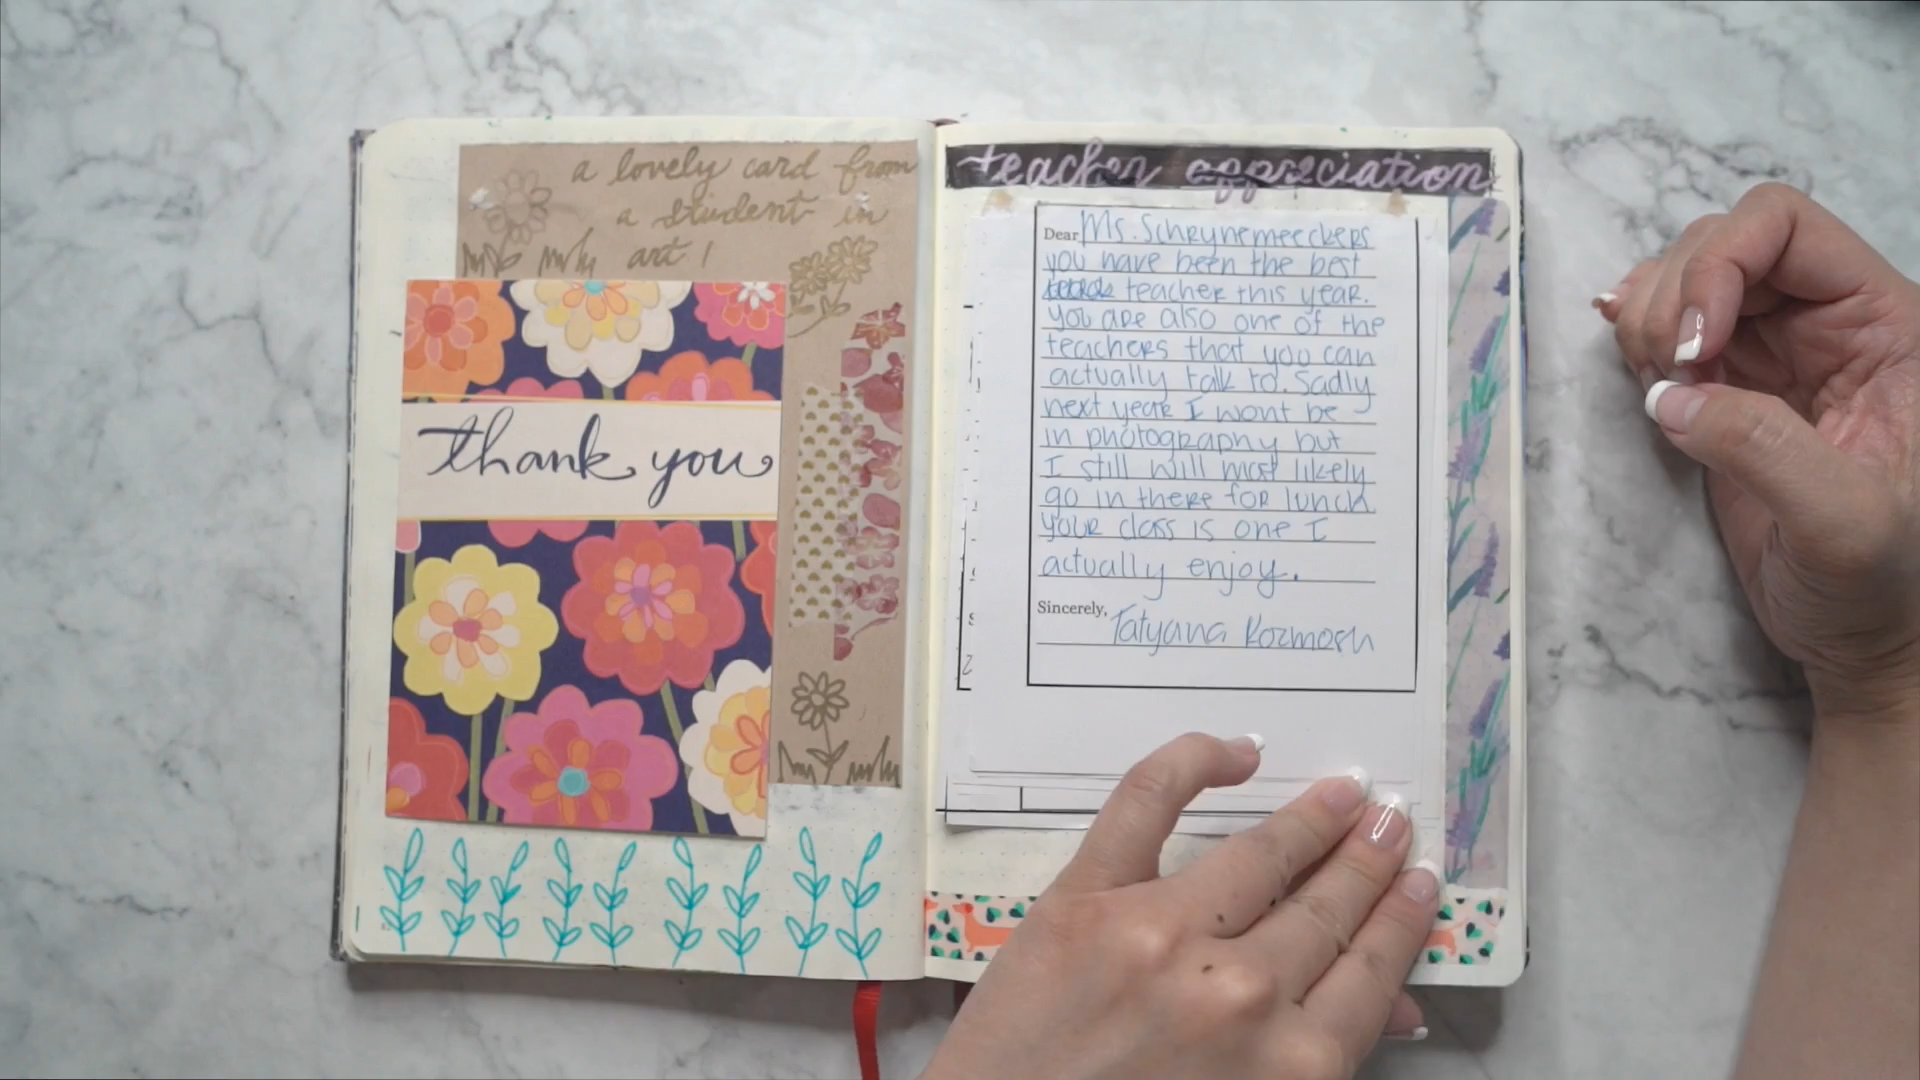 a lovely card from
a student in
art!
thank you
teacher appreciation
Dear Ms. Schrynemeeckers
you have been the best
teacher this year.
you are also one of the
teachers that you can
actually talk to. Sadly
next year I wont be
in photography but
I still will most likely
go in there for lunch
your class is one I
actually enjoy.
Sincerely,
Tatyana